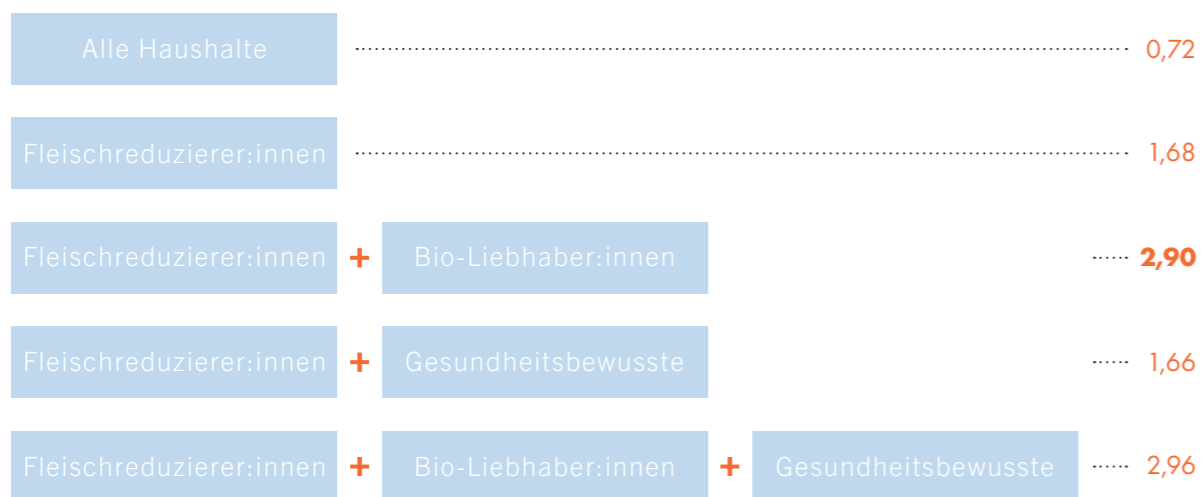 Alle Haushalte 0,72
Fleischreduzierer:innen 1,68
Fleischreduzierer:innen + Bio-Liebhaber:innen 2,90
Fleischreduzierer:innen + Gesundheitsbewusste 1,66
Fleischreduzierer:innen + Bio-Liebhaber:innen + Gesundheitsbewusste 2,96